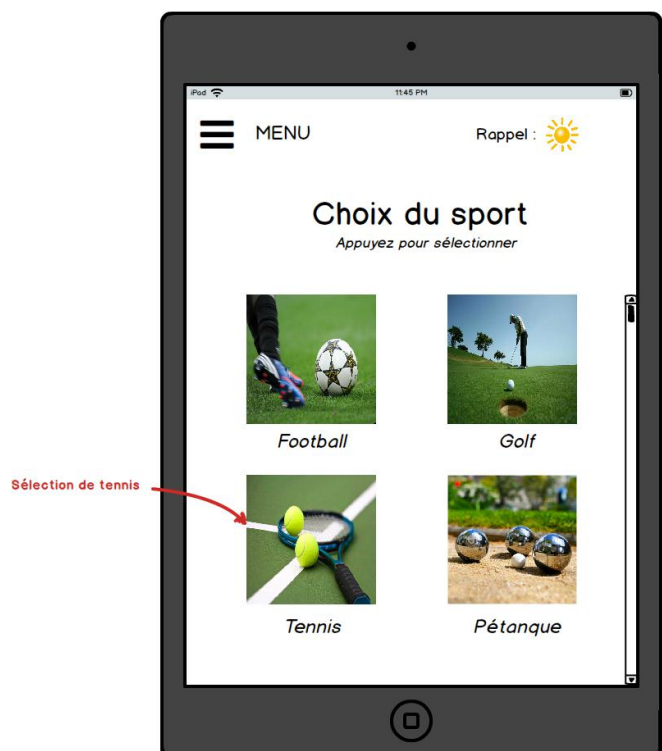 iPod
11:45 PM
MENU
Rappel :
Choix du sport
Appuyez pour sélectionner
Football
Golf
Sélection de tennis
Tennis
Pétanque